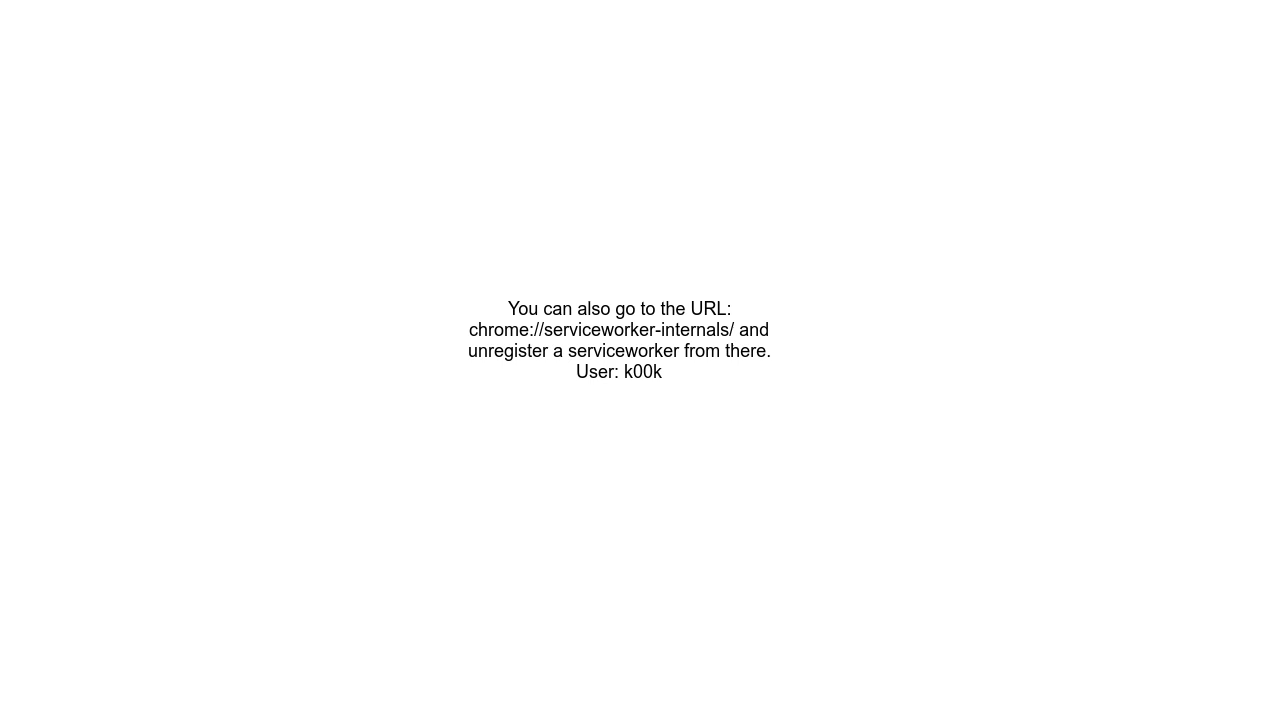 You can also go to the URL:
chrome://serviceworker-internals/ and
unregister a serviceworker from there.
User: k00k